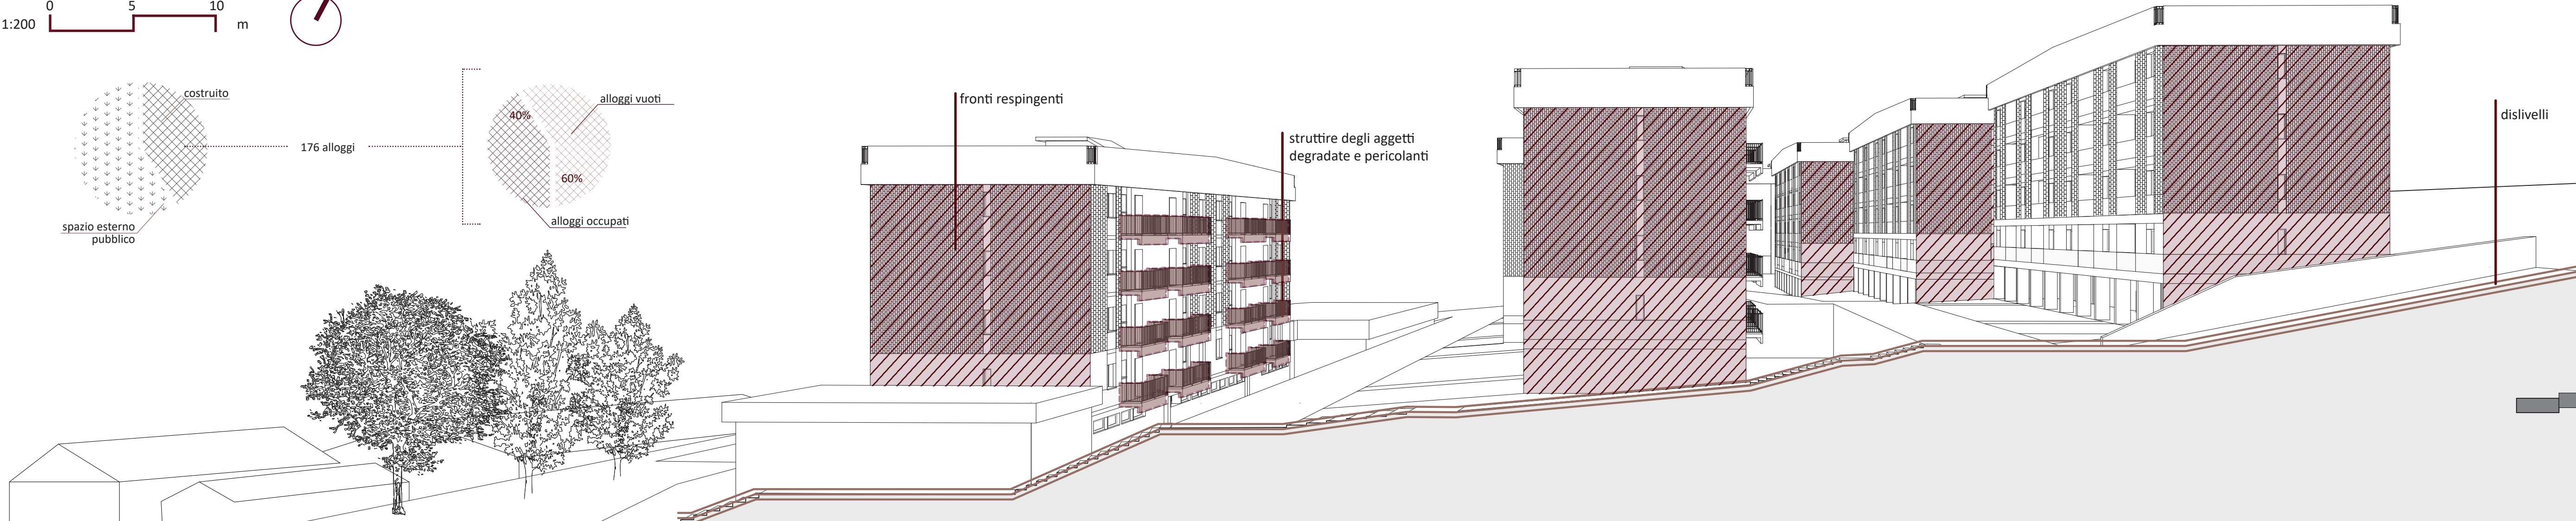 0 5 10
1:200 m
costruito
spazio esterno
pubblico
176 alloggi
40%
alloggi vuoti
60%
alloggi occupati
fronti respingenti
struttire degli aggetti
degradate e pericolanti
dislivelli